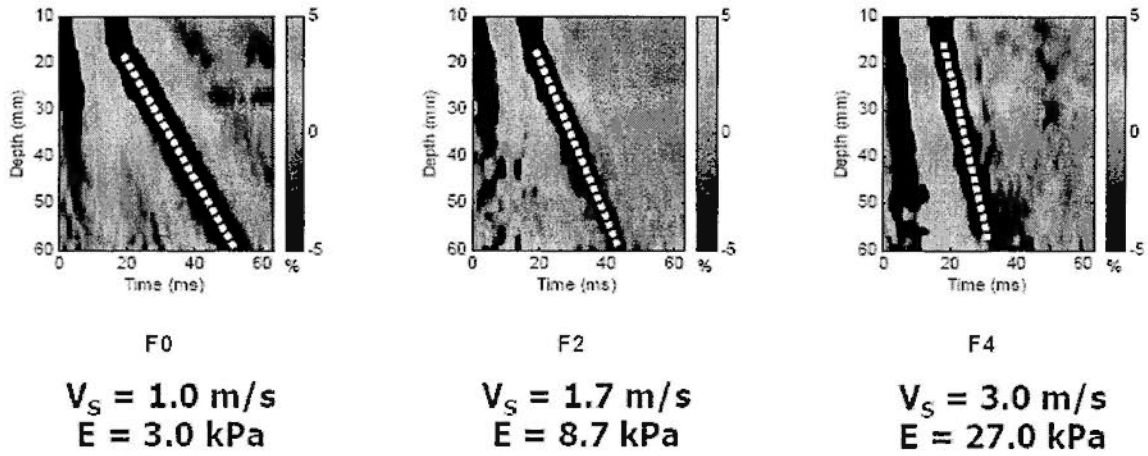 10
20
30
40
50
60
Depth (mm)
0 20 40 60
Time (ms)
5
0
-5
%
F0
V_S = 1.0 m/s
E = 3.0 kPa
10
20
30
40
50
60
Depth (mm)
0 20 40 60
Time (ms)
5
0
-5
%
F2
V_S = 1.7 m/s
E = 8.7 kPa
10
20
30
40
50
60
Depth (mm)
0 20 40 60
Time (ms)
5
0
-5
%
F4
V_S = 3.0 m/s
E = 27.0 kPa